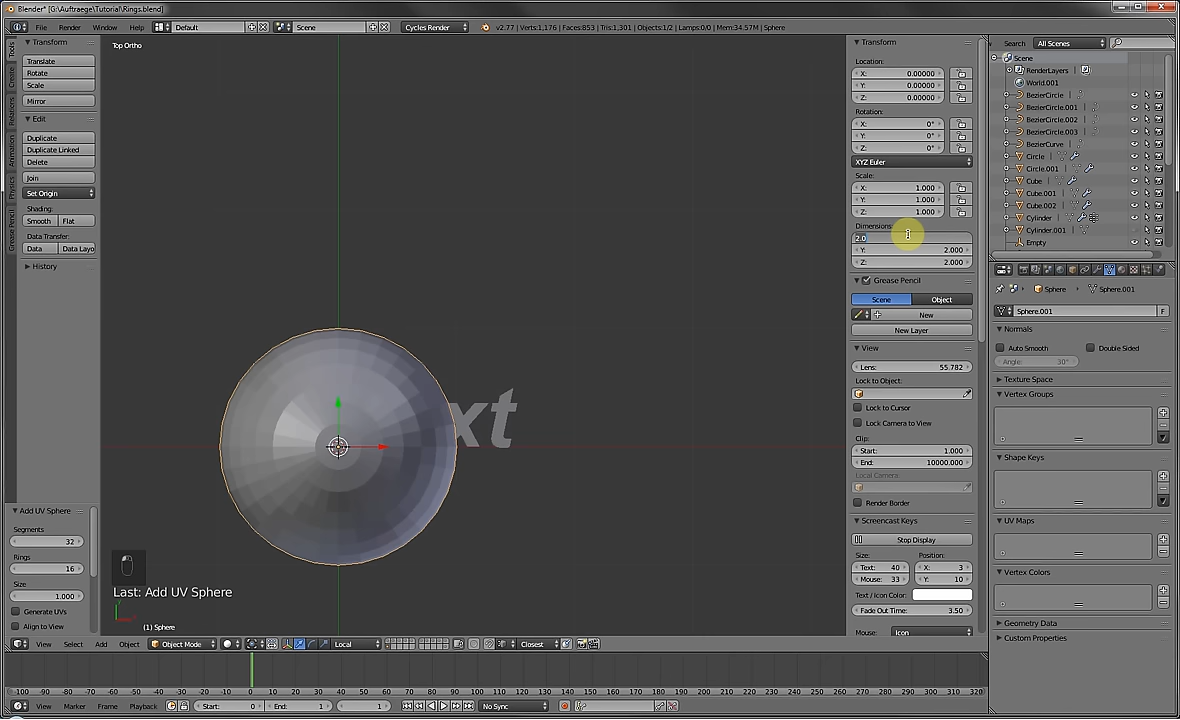 Blender* [G:\Auftraege\Tutorial\Rings.blend]
File Render Window Help Default Scene Cycles Render v2.77 | Verts:1,176 | Faces:853 | Tris:1,301 | Objects:1/2 | Lamps:0/0 | Mem:34.57M | Sphere
Tools
Create
Relations
Animation
Physics
Grease Pencil
Transform
Translate
Rotate
Scale
Mirror
Edit
Duplicate
Duplicate Linked
Delete
Join
Set Origin
Shading:
Smooth Flat
Data Transfer:
Data Data Layo
History
Add UV Sphere
Segments
32
Rings
16
Size
1.000
Generate UVs
Align to View
Top Ortho
xt
Last: Add UV Sphere
(1) Sphere
Transform
Location:
X: 0.00000
Y: 0.00000
Z: 0.00000
Rotation:
X: 0°
Y: 0°
Z: 0°
XYZ Euler
Scale:
X: 1.000
Y: 1.000
Z: 1.000
Dimensions:
2.0
Y: 2.000
Z: 2.000
Grease Pencil
Scene Object
New
New Layer
View
Lens: 55.782
Lock to Object:
Lock to Cursor
Lock Camera to View
Clip:
Start: 1.000
End: 10000.000
Local Camera:
Render Border
Screencast Keys
Stop Display
Size: Position:
Text: 40 X: 3
Mouse: 33 Y: 10
Text / Icon Color:
Fade Out Time: 3.50
Mouse: Icon
Search All Scenes
Scene
RenderLayers
World.001
BezierCircle
BezierCircle.001
BezierCircle.002
BezierCircle.003
BezierCurve
Circle
Circle.001
Cube
Cube.001
Cube.002
Cylinder
Cylinder.001
Empty
Sphere Sphere.001
Sphere.001 F
Normals
Auto Smooth Double Sided
Angle: 30°
Texture Space
Vertex Groups
Shape Keys
UV Maps
Vertex Colors
Geometry Data
Custom Properties
View Select Add Object Object Mode Local Closest
-100 -90 -80 -70 -60 -50 -40 -30 -20 -10 0 10 20 30 40 50 60 70 80 90 100 110 120 130 140 150 160 170 180 190 200 210 220 230 240 250 260 270 280 290 300 310 320
View Marker Frame Playback Start: 0 End: 1 1 No Sync